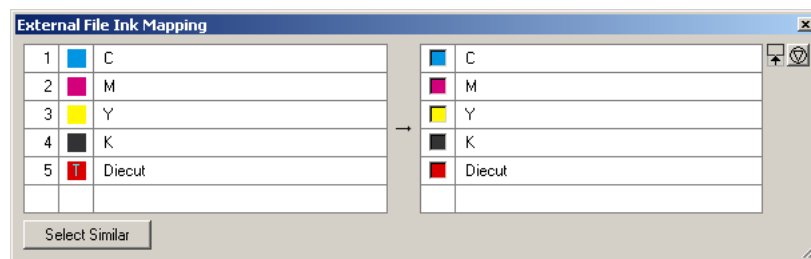 External File Ink Mapping
1 C C
2 M M
3 Y Y
→
4 K K
5 T Diecut Diecut
Select Similar